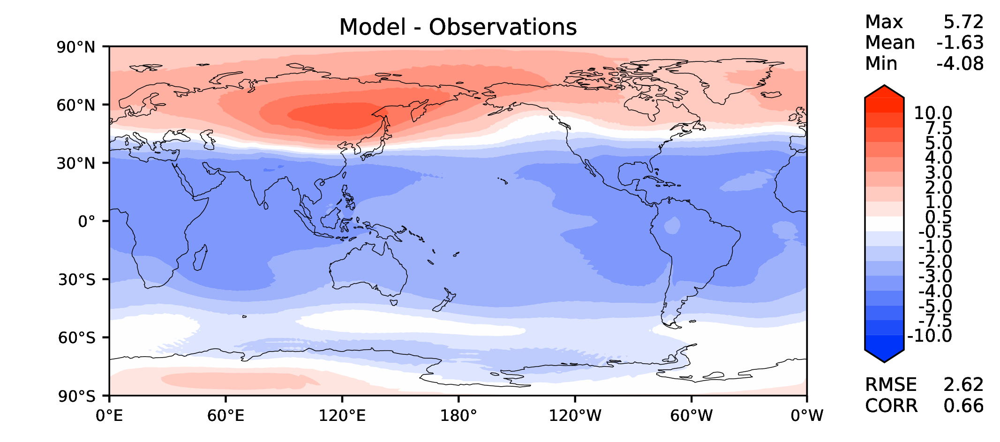 Model - Observations
Max 5.72
Mean -1.63
Min -4.08
90°N
60°N
30°N
0°
30°S
60°S
90°S
0°E 60°E 120°E 180° 120°W 60°W 0°W
10.0
7.5
5.0
4.0
3.0
2.0
1.0
0.5
-0.5
-1.0
-2.0
-3.0
-4.0
-5.0
-7.5
-10.0
RMSE 2.62
CORR 0.66